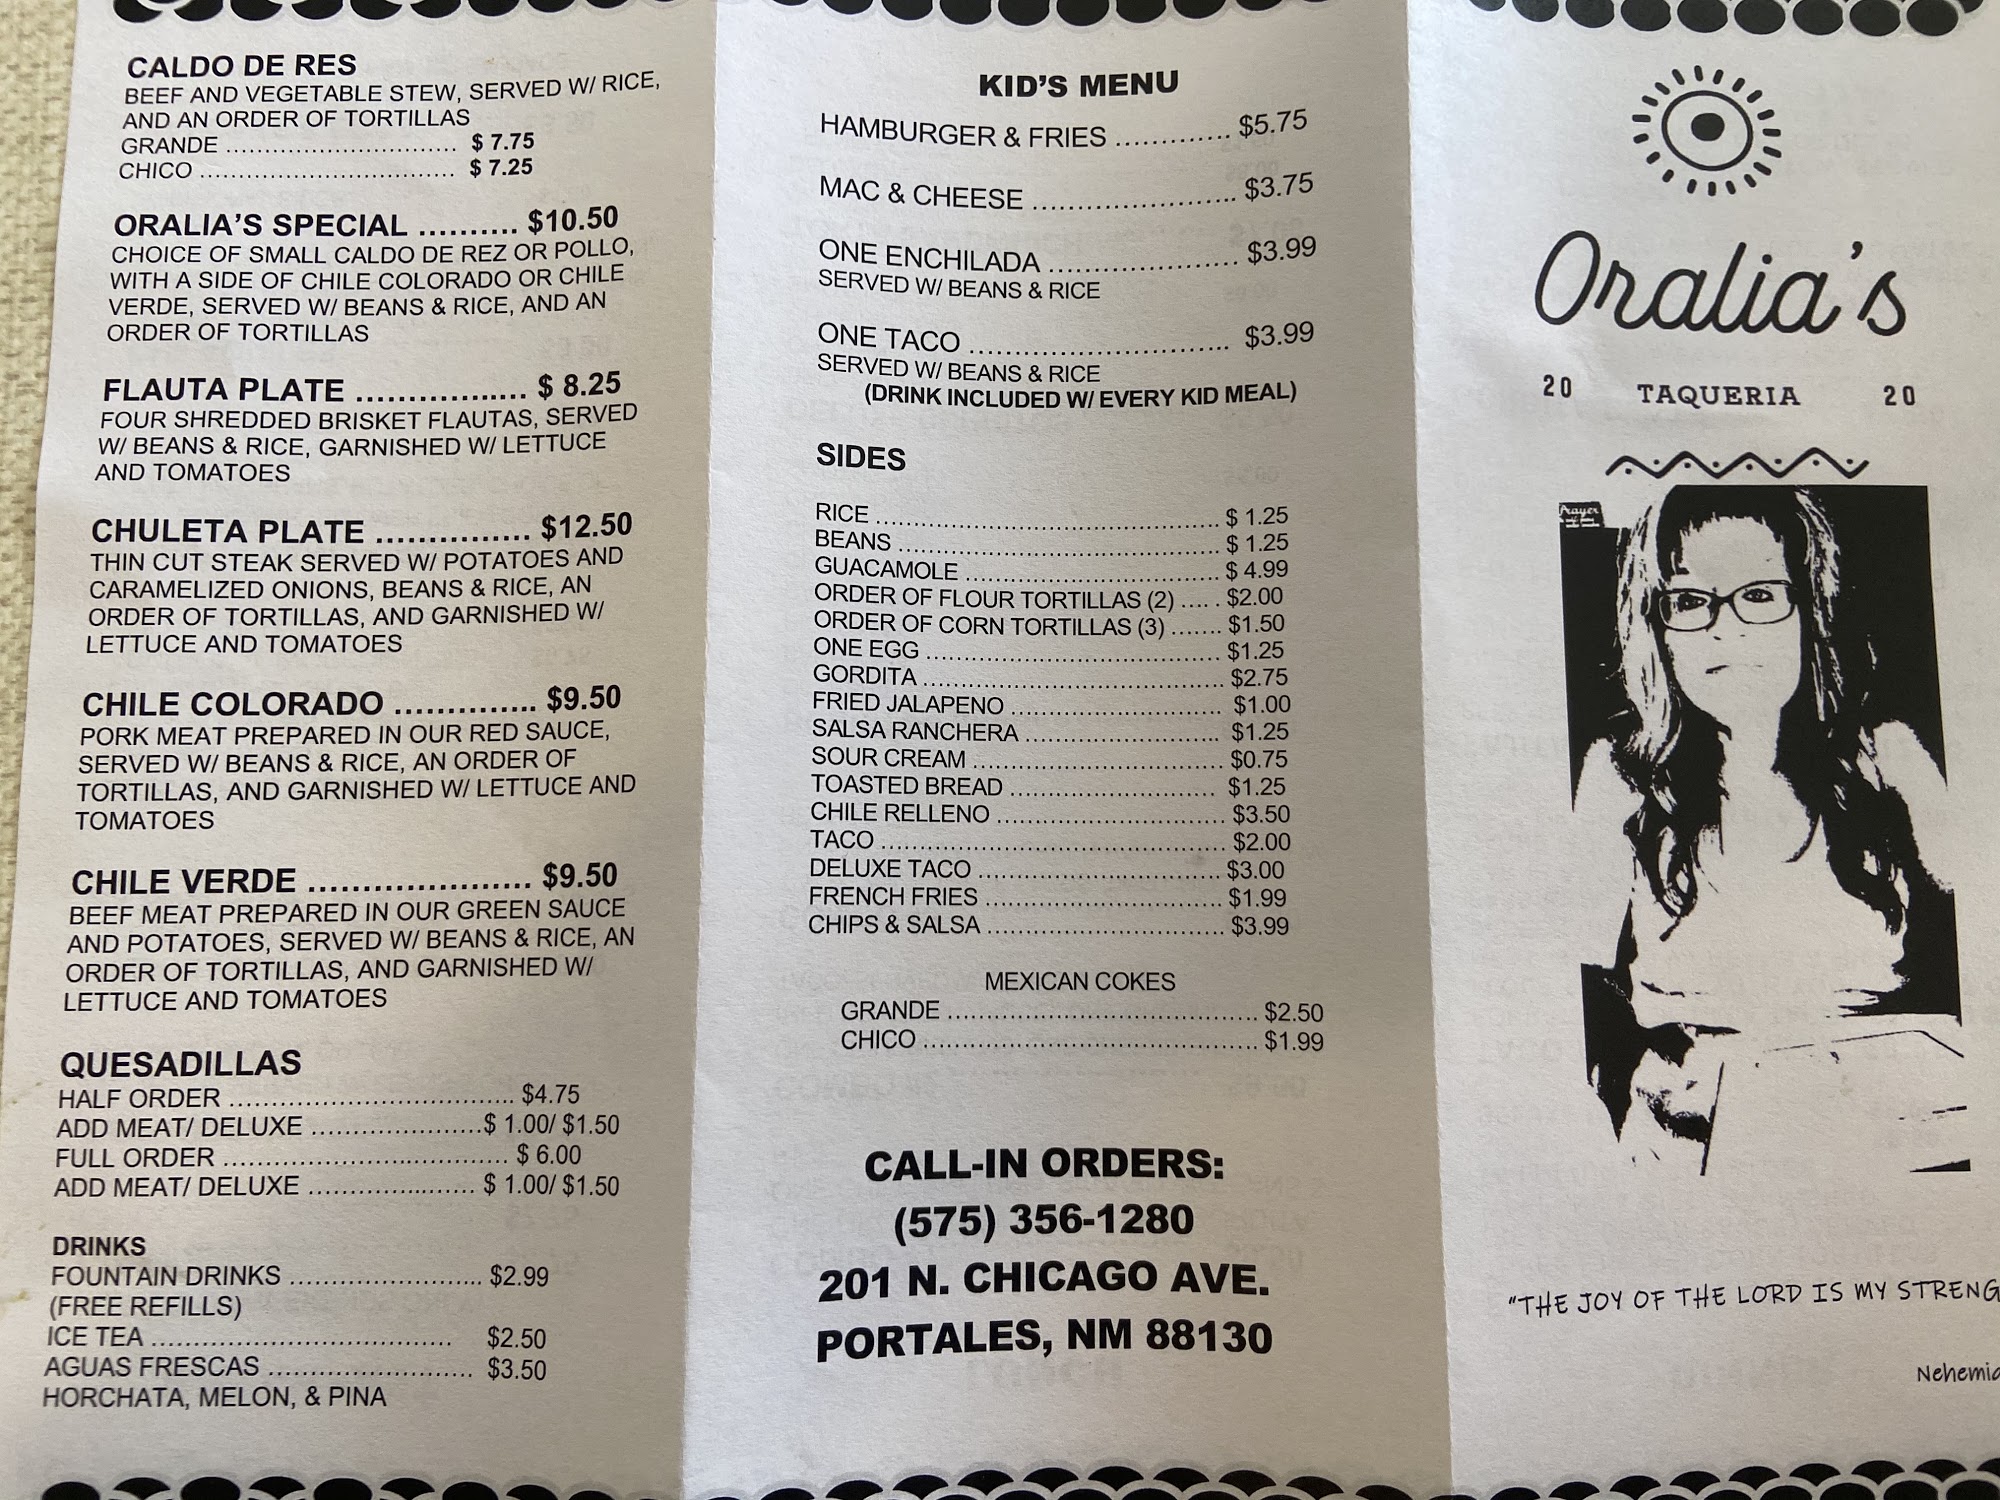 CALDO DE RES
BEEF AND VEGETABLE STEW, SERVED W/ RICE,
AND AN ORDER OF TORTILLAS
GRANDE .............................. $ 7.75
CHICO ................................. $ 7.25
ORALIA'S SPECIAL .......... $10.50
CHOICE OF SMALL CALDO DE REZ OR POLLO,
WITH A SIDE OF CHILE COLORADO OR CHILE
VERDE, SERVED W/ BEANS & RICE, AND AN
ORDER OF TORTILLAS
FLAUTA PLATE ................... $ 8.25
FOUR SHREDDED BRISKET FLAUTAS, SERVED
W/ BEANS & RICE, GARNISHED W/ LETTUCE
AND TOMATOES
CHULETA PLATE ............... $12.50
THIN CUT STEAK SERVED W/ POTATOES AND
CARAMELIZED ONIONS, BEANS & RICE, AN
ORDER OF TORTILLAS, AND GARNISHED W/
LETTUCE AND TOMATOES
CHILE COLORADO .............. $9.50
PORK MEAT PREPARED IN OUR RED SAUCE,
SERVED W/ BEANS & RICE, AN ORDER OF
TORTILLAS, AND GARNISHED W/ LETTUCE AND
TOMATOES
CHILE VERDE ...................... $9.50
BEEF MEAT PREPARED IN OUR GREEN SAUCE
AND POTATOES, SERVED W/ BEANS & RICE, AN
ORDER OF TORTILLAS, AND GARNISHED W/
LETTUCE AND TOMATOES
QUESADILLAS
HALF ORDER ..................................... $4.75
ADD MEAT/ DELUXE ......................$ 1.00/ $1.50
FULL ORDER ..................................... $ 6.00
ADD MEAT/ DELUXE ...................... $ 1.00/ $1.50
DRINKS
FOUNTAIN DRINKS ......................... $2.99
(FREE REFILLS)
ICE TEA ....................................... $2.50
AGUAS FRESCAS .......................... $3.50
HORCHATA, MELON, & PINA
KID'S MENU
HAMBURGER & FRIES ............ $5.75
MAC & CHEESE ....................... $3.75
ONE ENCHILADA ..................... $3.99
SERVED W/ BEANS & RICE
ONE TACO ............................. $3.99
SERVED W/ BEANS & RICE
(DRINK INCLUDED W/ EVERY KID MEAL)
SIDES
RICE ............................................. $ 1.25
BEANS .......................................... $ 1.25
GUACAMOLE ................................. $ 4.99
ORDER OF FLOUR TORTILLAS (2) ..... . $2.00
ORDER OF CORN TORTILLAS (3) ....... $1.50
ONE EGG ...................................... $1.25
GORDITA ....................................... $2.75
FRIED JALAPENO ........................... $1.00
SALSA RANCHERA ......................... $1.25
SOUR CREAM ................................ $0.75
TOASTED BREAD ........................... $1.25
CHILE RELLENO ............................. $3.50
TACO ............................................ $2.00
DELUXE TACO ................................ $3.00
FRENCH FRIES ............................... $1.99
CHIPS & SALSA ............................... $3.99
MEXICAN COKES
GRANDE ........................................ $2.50
CHICO ........................................... $1.99
CALL-IN ORDERS:
(575) 356-1280
201 N. CHICAGO AVE.
PORTALES, NM 88130
Oralia's
20 TAQUERIA 20
Prayer
"THE JOY OF THE LORD IS MY STRENG
Nehemia